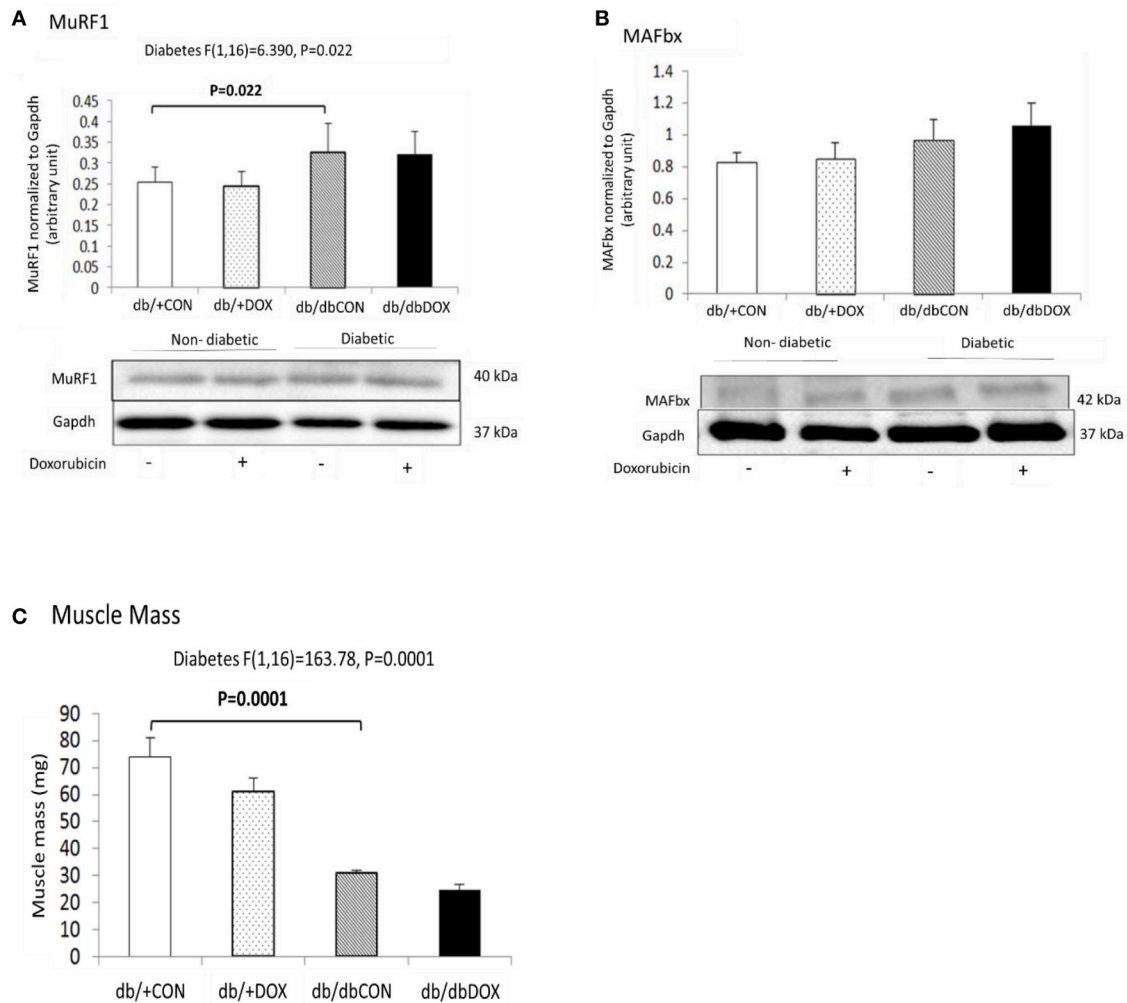 A MuRF1
Diabetes F(1,16)=6.390, P=0.022
P=0.022
MuRF1 normalized to Gapdh
(arbitrary unit)
0.45
0.4
0.35
0.3
0.25
0.2
0.15
0.1
0.05
0
db/+CON db/+DOX db/dbCON db/dbDOX
Non- diabetic Diabetic
MuRF1 40 kDa
Gapdh 37 kDa
Doxorubicin - + - +
B MAFbx
MAFbx normalized to Gapdh
(arbitrary unit)
1.4
1.2
1
0.8
0.6
0.4
0.2
0
db/+CON db/+DOX db/dbCON db/dbDOX
Non- diabetic Diabetic
MAFbx 42 kDa
Gapdh 37 kDa
Doxorubicin - + - +
C Muscle Mass
Diabetes F(1,16)=163.78, P=0.0001
P=0.0001
Muscle mass (mg)
90
80
70
60
50
40
30
20
10
0
db/+CON db/+DOX db/dbCON db/dbDOX